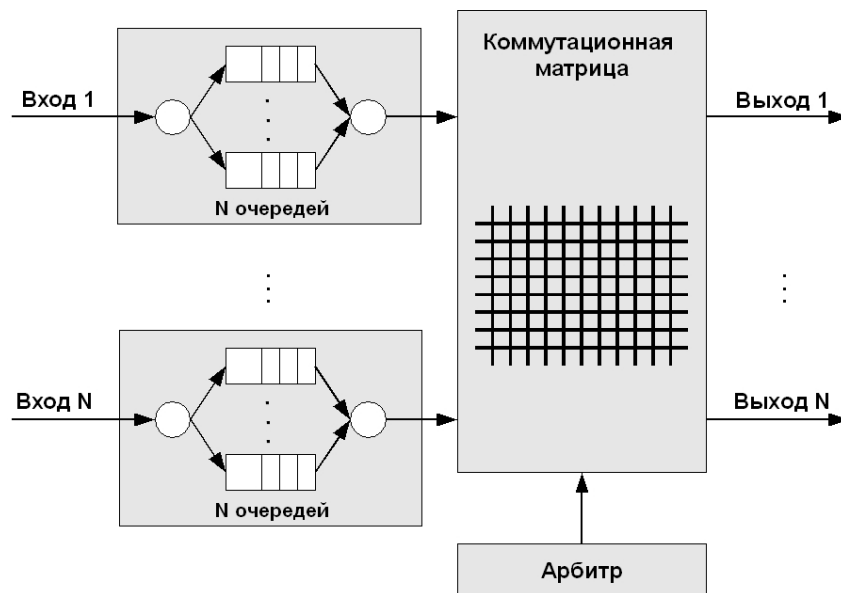 Коммутационная
матрица
Вход 1
Выход 1
N очередей
Вход N
Выход N
N очередей
Арбитр